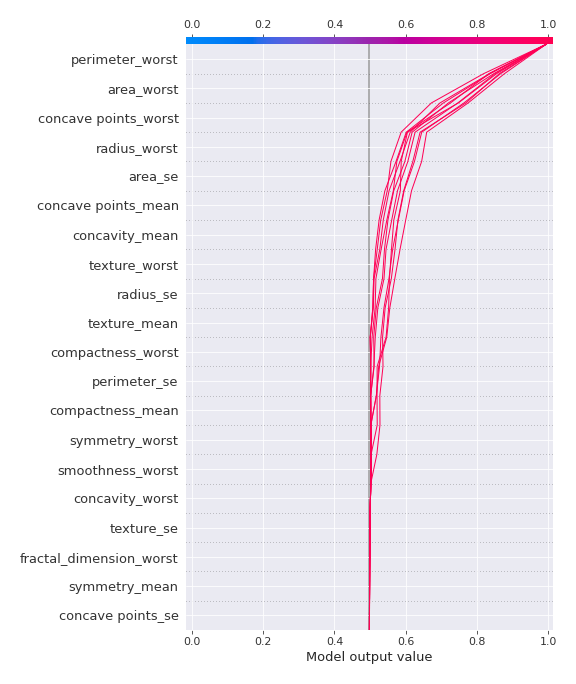 0.0 0.2 0.4 0.6 0.8 1.0
perimeter_worst
area_worst
concave points_worst
radius_worst
area_se
concave points_mean
concavity_mean
texture_worst
radius_se
texture_mean
compactness_worst
perimeter_se
compactness_mean
symmetry_worst
smoothness_worst
concavity_worst
texture_se
fractal_dimension_worst
symmetry_mean
concave points_se
0.0 0.2 0.4 0.6 0.8 1.0
Model output value